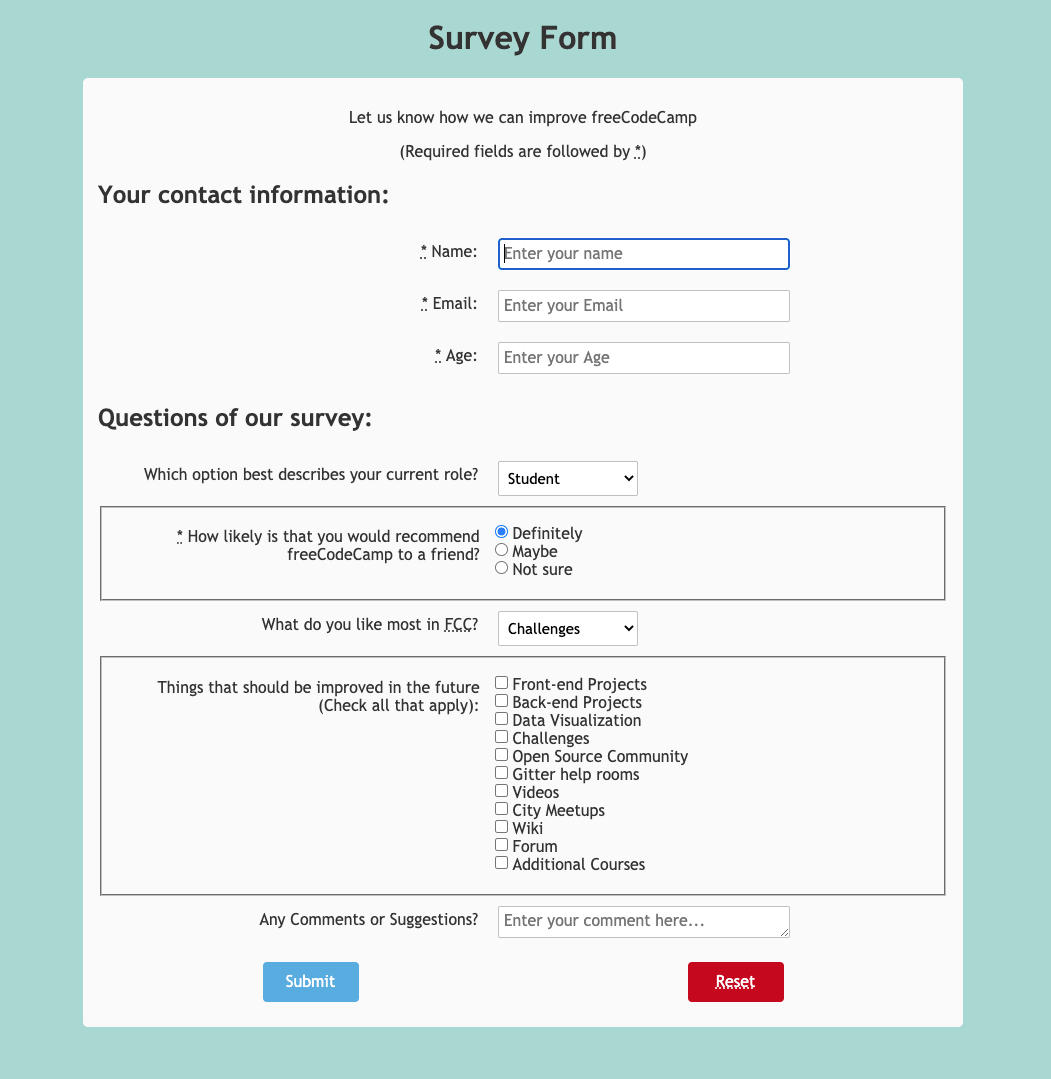 Survey Form
Let us know how we can improve freeCodeCamp
(Required fields are followed by *)
Your contact information:
* Name: Enter your name
* Email: Enter your Email
* Age: Enter your Age
Questions of our survey:
Which option best describes your current role? Student
* How likely is that you would recommend
freeCodeCamp to a friend?
Definitely
Maybe
Not sure
What do you like most in FCC? Challenges
Things that should be improved in the future
(Check all that apply):
Front-end Projects
Back-end Projects
Data Visualization
Challenges
Open Source Community
Gitter help rooms
Videos
City Meetups
Wiki
Forum
Additional Courses
Any Comments or Suggestions? Enter your comment here...
Submit Reset